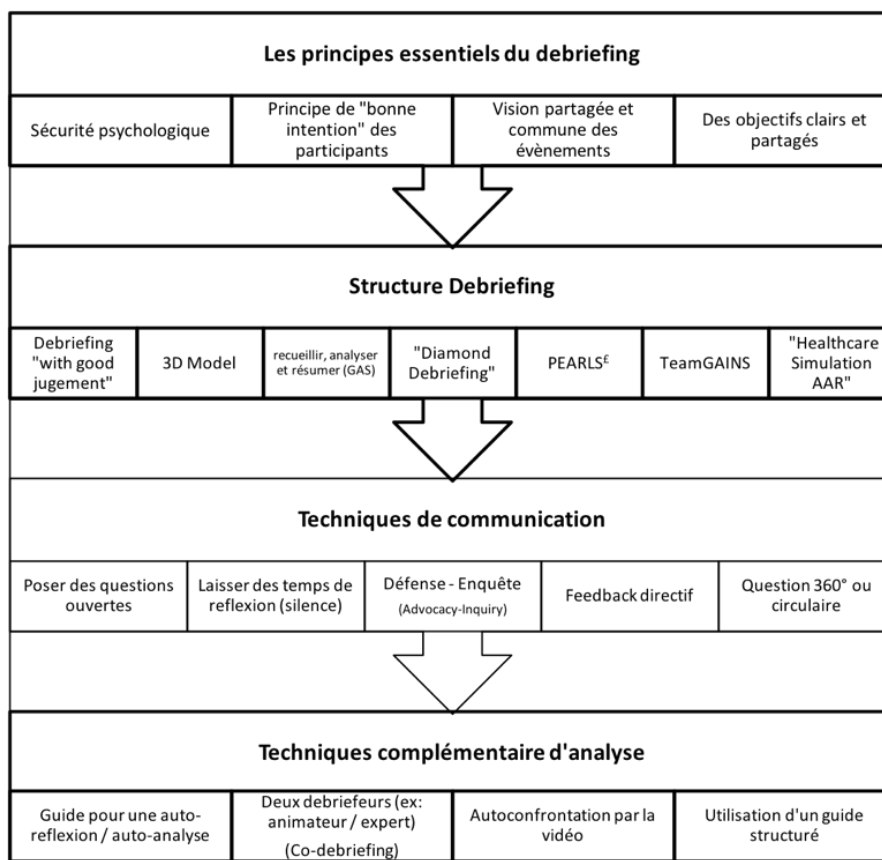 Les principes essentiels du debriefing
Sécurité psychologique
Principe de "bonne
intention" des
participants
Vision partagée et
commune des
évènements
Des objectifs clairs et
partagés
Structure Debriefing
Debriefing
"with good
jugement"
3D Model
recueillir, analyser
et résumer (GAS)
"Diamond
Debriefing"
PEARLS£
TeamGAINS
"Healthcare
Simulation
AAR"
Techniques de communication
Poser des questions
ouvertes
Laisser des temps de
reflexion (silence)
Défense - Enquête
(Advocacy-Inquiry)
Feedback directif
Question 360° ou
circulaire
Techniques complémentaire d'analyse
Guide pour une auto-
reflexion / auto-analyse
Deux debriefeurs (ex:
animateur / expert)
(Co-debriefing)
Autoconfrontation par la
vidéo
Utilisation d'un guide
structuré